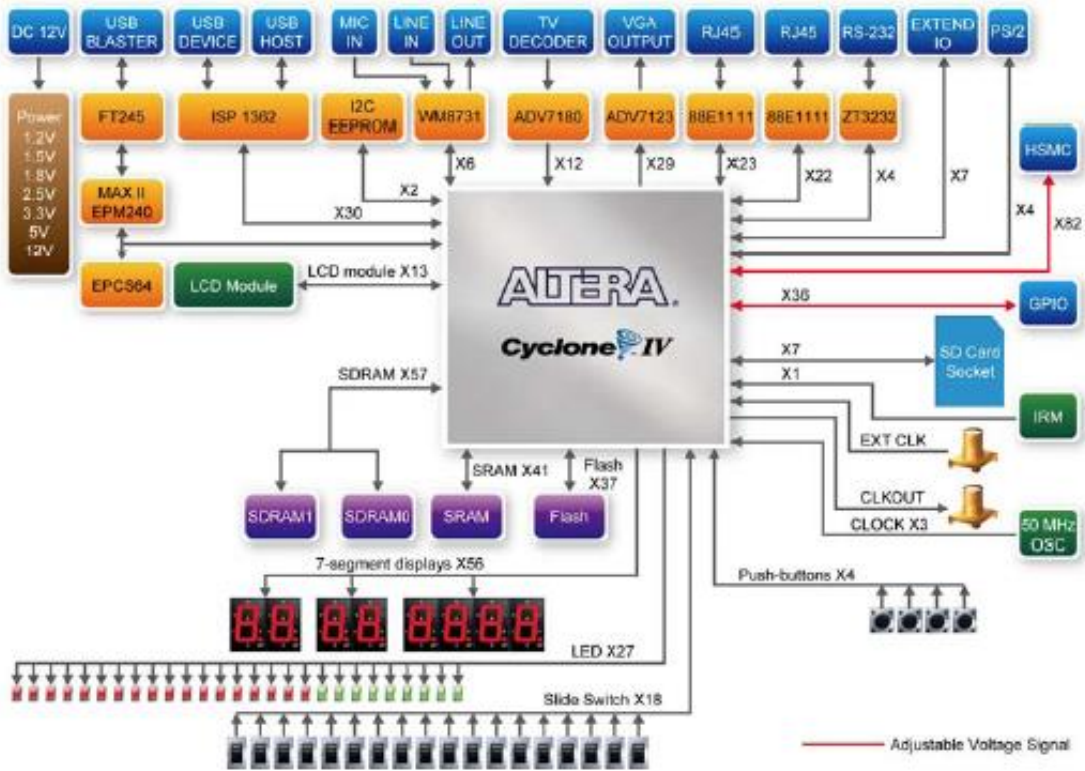 DC 12V
USB
BLASTER
USB
DEVICE
USB
HOST
MIC
IN
LINE
IN
LINE
OUT
TV
DECODER
VGA
OUTPUT
RJ45
RJ45
RS-232
EXTEND
IO
PS/2
Power
1.2V
1.5V
1.8V
2.5V
3.3V
5V
12V
FT245
ISP 1362
I2C
EEPROM
WM8731
ADV7180
ADV7123
88E1111
88E1111
ZT3232
HSMC
X6
X12
X29
X23
X22
X4
X7
X4
X82
X2
X30
MAX II
EPM240
EPCS64
LCD Module
LCD module X13
ALTERA
Cyclone IV
X36
GPIO
X7
SD Card
Socket
X1
IRM
SDRAM X57
EXT CLK
SRAM X41
Flash
X37
CLKOUT
SDRAM1
SDRAM0
SRAM
Flash
CLOCK X3
50 MHz
OSC
7-segment displays X56
Push-buttons X4
88
88
8888
LED X27
Slide Switch X18
Adjustable Voltage Signal